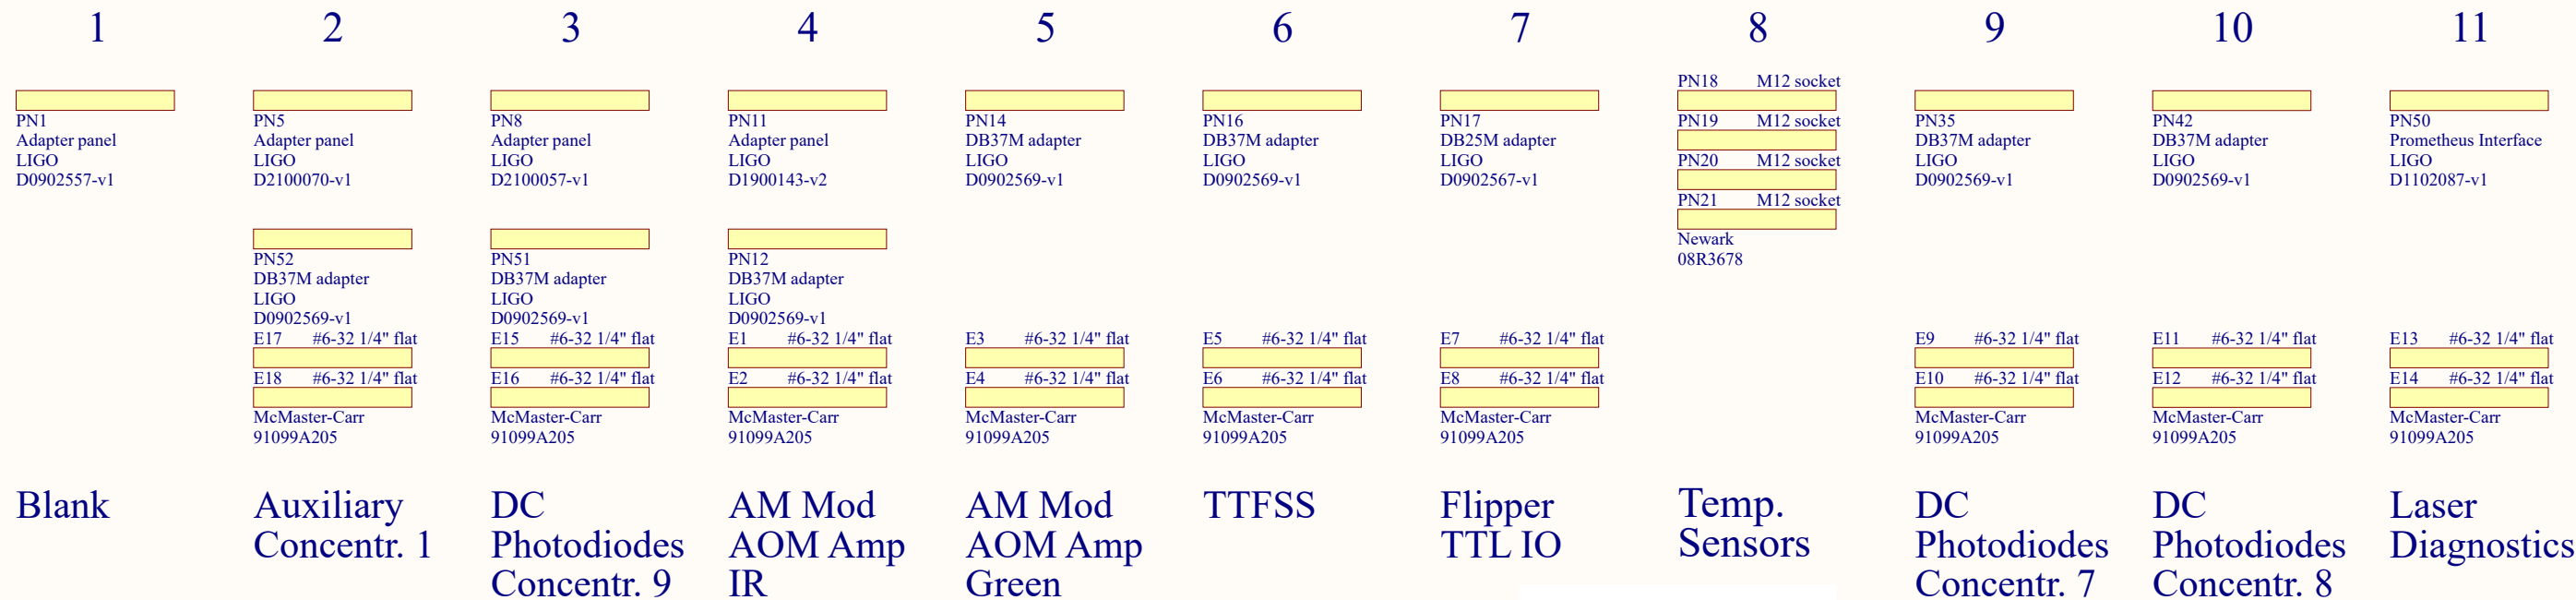 1
PN1
Adapter panel
LIGO
D0902557-v1
Blank
2
PN5
Adapter panel
LIGO
D2100070-v1
PN52
DB37M adapter
LIGO
D0902569-v1
E17 #6-32 1/4" flat
E18 #6-32 1/4" flat
McMaster-Carr
91099A205
Auxiliary
Concentr. 1
3
PN8
Adapter panel
LIGO
D2100057-v1
PN51
DB37M adapter
LIGO
D0902569-v1
E15 #6-32 1/4" flat
E16 #6-32 1/4" flat
McMaster-Carr
91099A205
DC
Photodiodes
Concentr. 9
4
PN11
Adapter panel
LIGO
D1900143-v2
PN12
DB37M adapter
LIGO
D0902569-v1
E1 #6-32 1/4" flat
E2 #6-32 1/4" flat
McMaster-Carr
91099A205
AM Mod
AOM Amp
IR
5
PN14
DB37M adapter
LIGO
D0902569-v1
E3 #6-32 1/4" flat
E4 #6-32 1/4" flat
McMaster-Carr
91099A205
AM Mod
AOM Amp
Green
6
PN16
DB37M adapter
LIGO
D0902569-v1
E5 #6-32 1/4" flat
E6 #6-32 1/4" flat
McMaster-Carr
91099A205
TTFSS
7
PN17
DB25M adapter
LIGO
D0902567-v1
E7 #6-32 1/4" flat
E8 #6-32 1/4" flat
McMaster-Carr
91099A205
Flipper
TTL IO
8
PN18 M12 socket
PN19 M12 socket
PN20 M12 socket
PN21 M12 socket
Newark
08R3678
Temp.
Sensors
9
PN35
DB37M adapter
LIGO
D0902569-v1
E9 #6-32 1/4" flat
E10 #6-32 1/4" flat
McMaster-Carr
91099A205
DC
Photodiodes
Concentr. 7
10
PN42
DB37M adapter
LIGO
D0902569-v1
E11 #6-32 1/4" flat
E12 #6-32 1/4" flat
McMaster-Carr
91099A205
DC
Photodiodes
Concentr. 8
11
PN50
Prometheus Interface
LIGO
D1102087-v1
E13 #6-32 1/4" flat
E14 #6-32 1/4" flat
McMaster-Carr
91099A205
Laser
Diagnostics